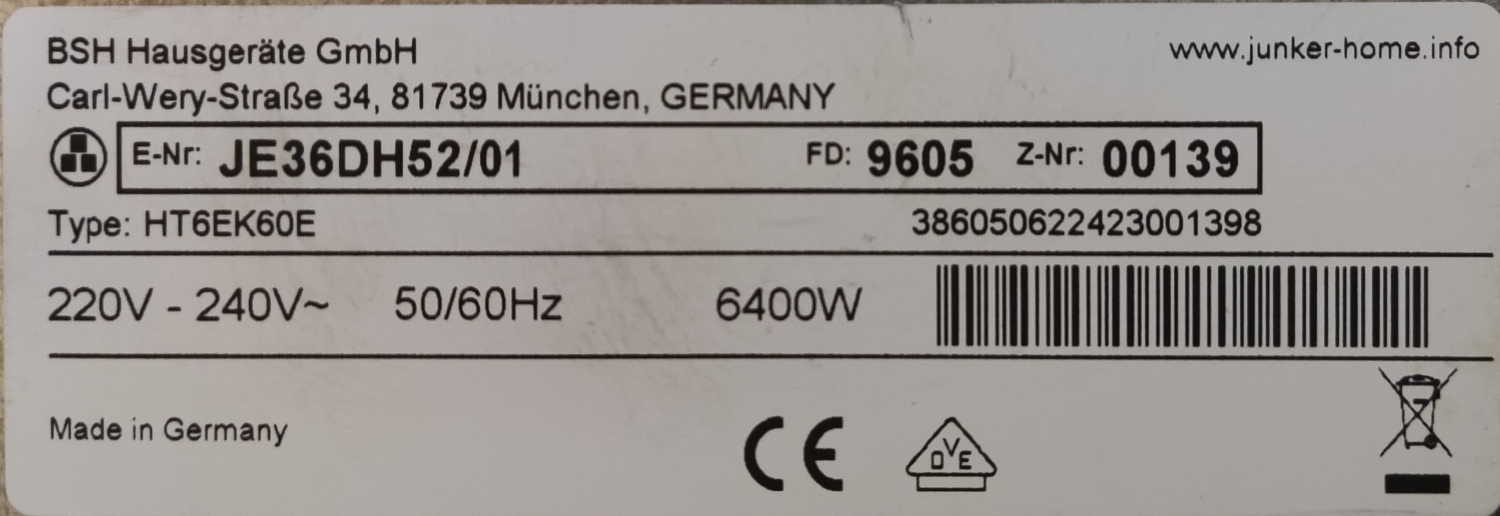 BSH Hausgeräte GmbH www.junker-home.info
Carl-Wery-Straße 34, 81739 München, GERMANY
E-Nr: JE36DH52/01 FD: 9605 Z-Nr: 00139
Type: HT6EK60E 386050622423001398
220V - 240V~ 50/60Hz 6400W
Made in Germany CE DVE